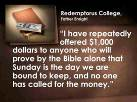 Redemptorus College,
Father Enright
“I have repeatedly
offered $1,000
dollars to anyone who will
prove by the Bible alone that
Sunday is the day we are
bound to keep, and no one
has called for the money.”